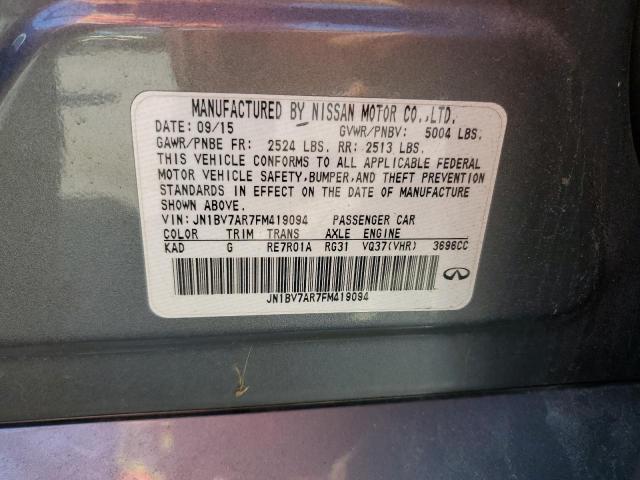 MANUFACTURED BY NISSAN MOTOR CO.,LTD.
DATE: 09/15 GVWR/PNBV: 5004 LBS.
GAWR/PNBE FR: 2524 LBS. RR: 2513 LBS.
THIS VEHICLE CONFORMS TO ALL APPLICABLE FEDERAL
MOTOR VEHICLE SAFETY,BUMPER,AND THEFT PREVENTION
STANDARDS IN EFFECT ON THE DATE OF MANUFACTURE
SHOWN ABOVE.
VIN: JN1BV7AR7FM419094 PASSENGER CAR
COLOR TRIM TRANS AXLE ENGINE
KAD G RE7R01A RG31 VQ37(VHR) 3696CC
JN1BV7AR7FM419094